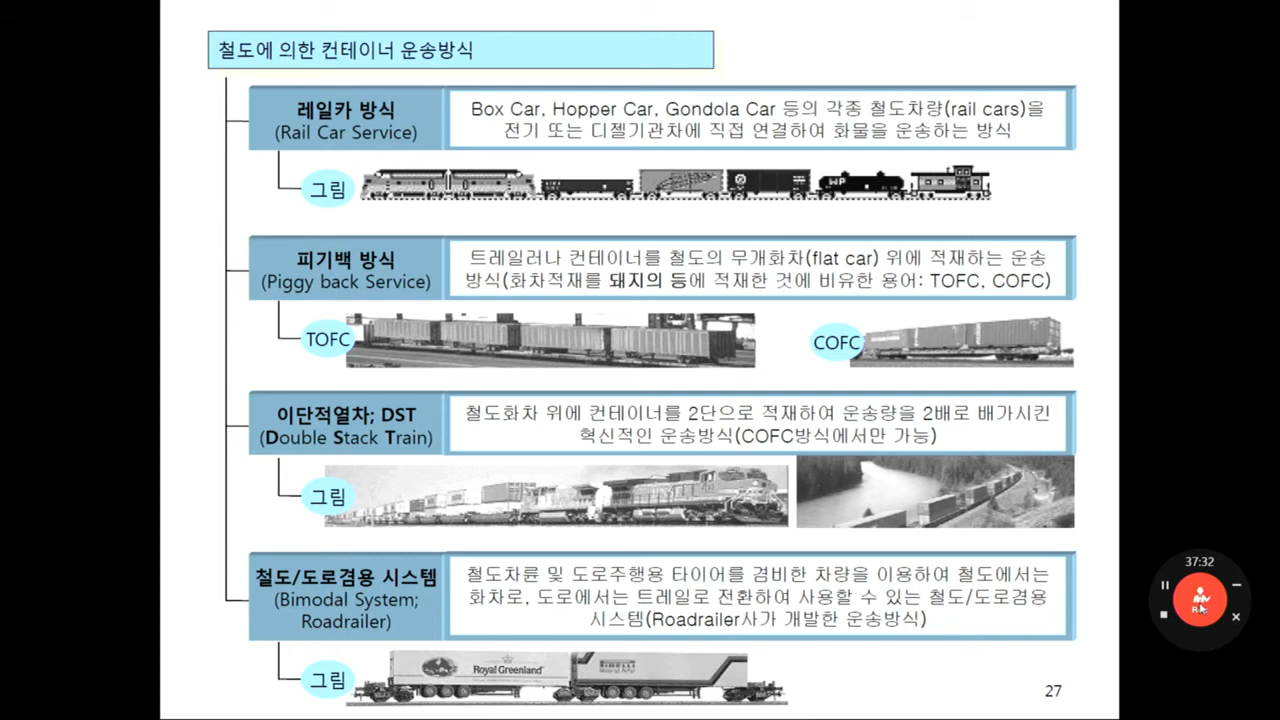 철도에 의한 컨테이너 운송방식
레일카 방식
(Rail Car Service)
Box Car, Hopper Car, Gondola Car 등의 각종 철도차량(rail cars)을
전기 또는 디젤기관차에 직접 연결하여 화물을 운송하는 방식
그림
WP
피기백 방식
(Piggy back Service)
트레일러나 컨테이너를 철도의 무개화차(flat car) 위에 적재하는 운송
방식(화차적재를 돼지의 등에 적재한 것에 비유한 용어: TOFC, COFC)
TOFC
COFC
이단적열차; DST
(Double Stack Train)
철도화차 위에 컨테이너를 2단으로 적재하여 운송량을 2배로 배가시킨
혁신적인 운송방식(COFC방식에서만 가능)
그림
철도/도로겸용 시스템
(Bimodal System;
Roadrailer)
철도차륜 및 도로주행용 타이어를 겸비한 차량을 이용하여 철도에서는
화차로, 도로에서는 트레일로 전환하여 사용할 수 있는 철도/도로겸용
시스템(Roadrailer사가 개발한 운송방식)
그림
Royal Greenland
PIRELLI
27
37:32